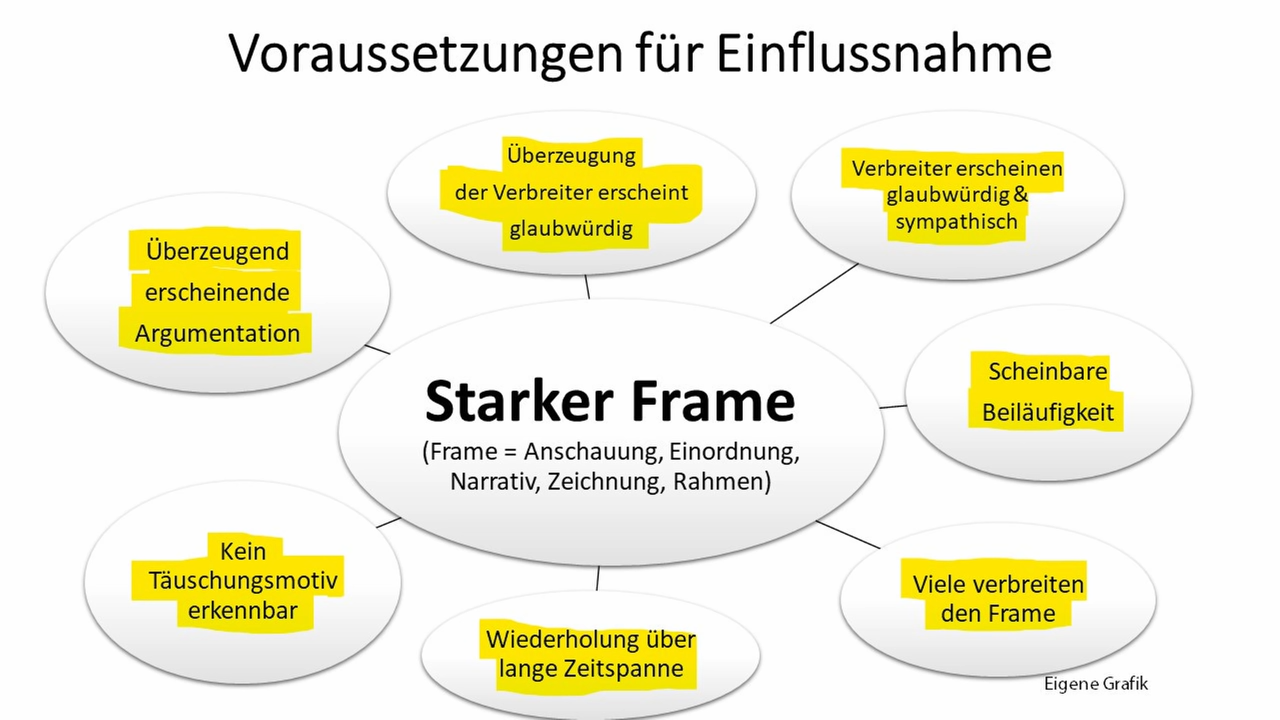 Voraussetzungen für Einflussnahme
Überzeugung
der Verbreiter erscheint
glaubwürdig
Verbreiter erscheinen
glaubwürdig &
sympathisch
Überzeugend
erscheinende
Argumentation
Scheinbare
Beiläufigkeit
Starker Frame
(Frame = Anschauung, Einordnung,
Narrativ, Zeichnung, Rahmen)
Kein
Täuschungsmotiv
erkennbar
Wiederholung über
lange Zeitspanne
Viele verbreiten
den Frame
Eigene Grafik